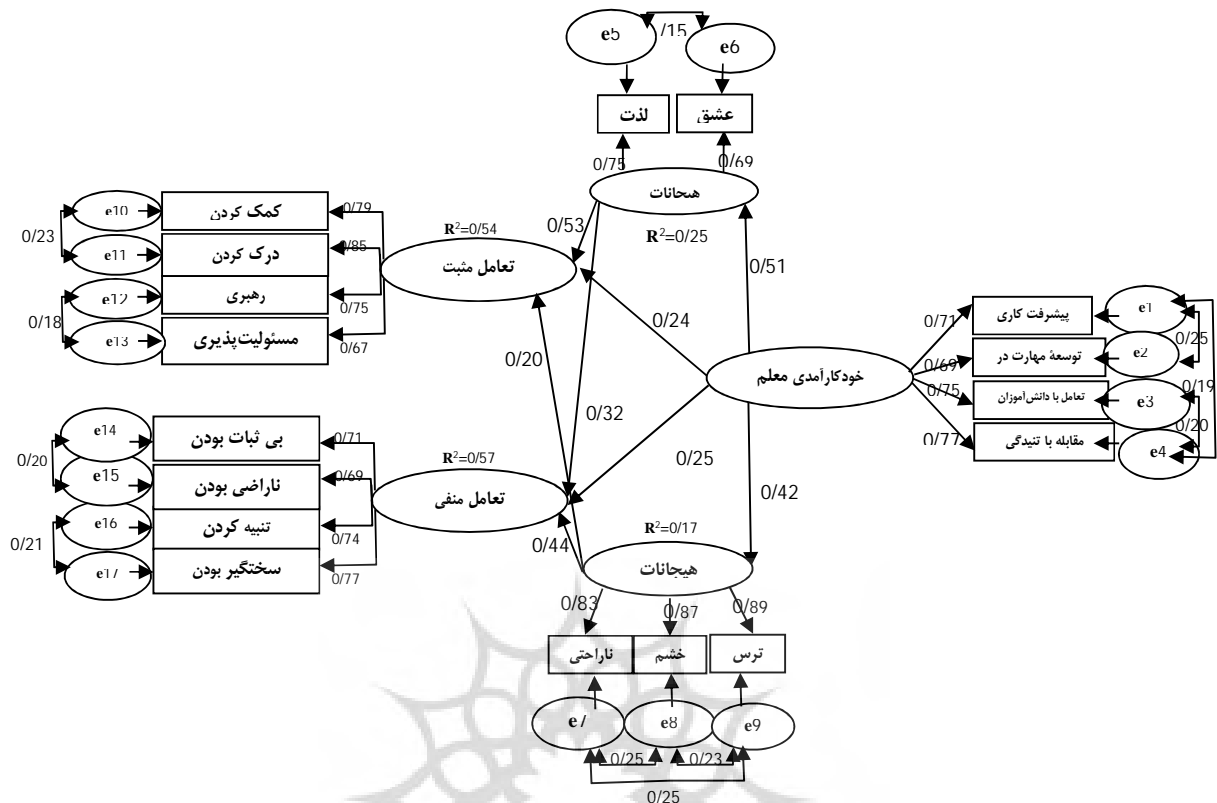 e5
/15
e6
لذت
عشق
0/75
0/69
هیجانات
R²=0/25
e10
کمک کردن
0/79
0/23
e11
درک کردن
0/85
e12
رهبری
0/75
0/18
e13
مسئولیت‌پذیری
0/67
R²=0/54
تعامل مثبت
0/53
0/51
0/24
0/20
0/32
0/25
0/42
0/44
خودکارآمدی معلم
0/71
پیشرفت کاری
e1
0/25
0/69
توسعهٔ مهارت در
e2
0/19
0/75
تعامل با دانش‌آموزان
e3
0/20
0/77
مقابله با تنیدگی
e4
e14
بی ثبات بودن
0/71
0/20
e15
ناراضی بودن
0/69
e16
تنبیه کردن
0/74
0/21
e17
سختگیر بودن
0/77
R²=0/57
تعامل منفی
R²=0/17
هیجانات
0/83
0/87
0/89
ناراحتی
خشم
ترس
e7
e8
e9
0/25
0/23
0/25